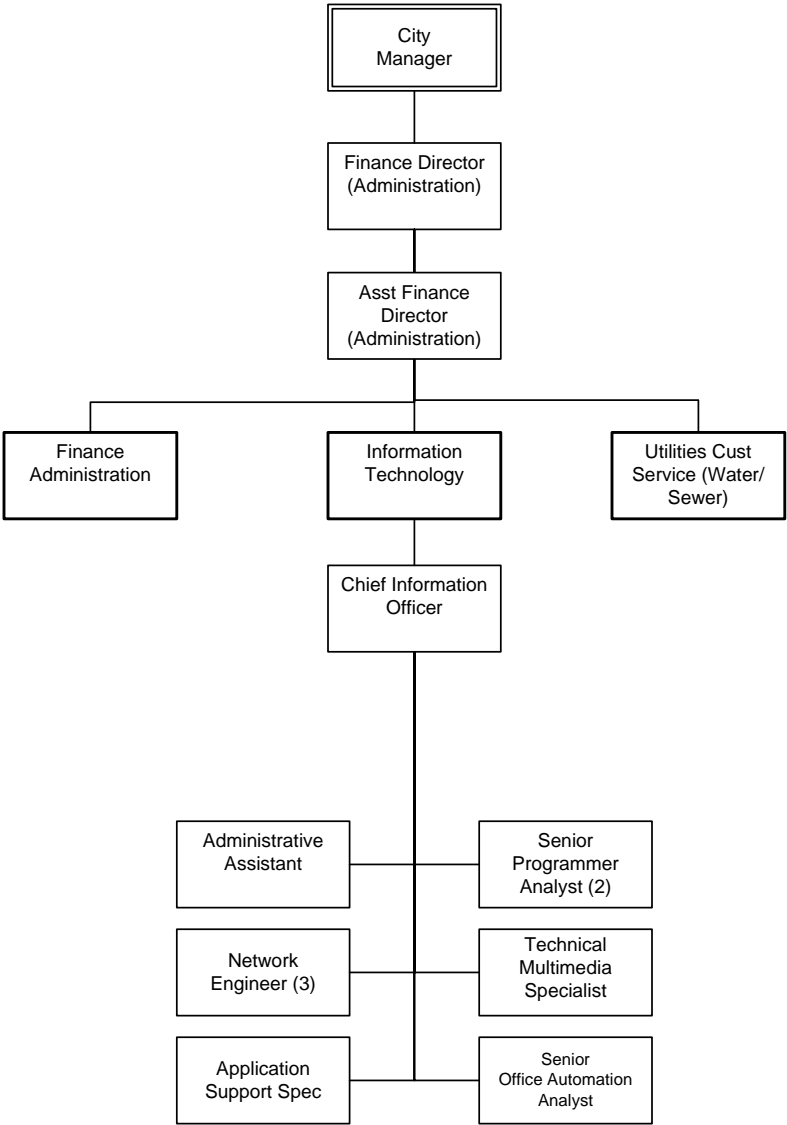 City
Manager
Finance Director
(Administration)
Asst Finance
Director
(Administration)
Finance
Administration
Information
Technology
Utilities Cust
Service (Water/
Sewer)
Chief Information
Officer
Administrative
Assistant
Senior
Programmer
Analyst (2)
Network
Engineer (3)
Technical
Multimedia
Specialist
Application
Support Spec
Senior
Office Automation
Analyst